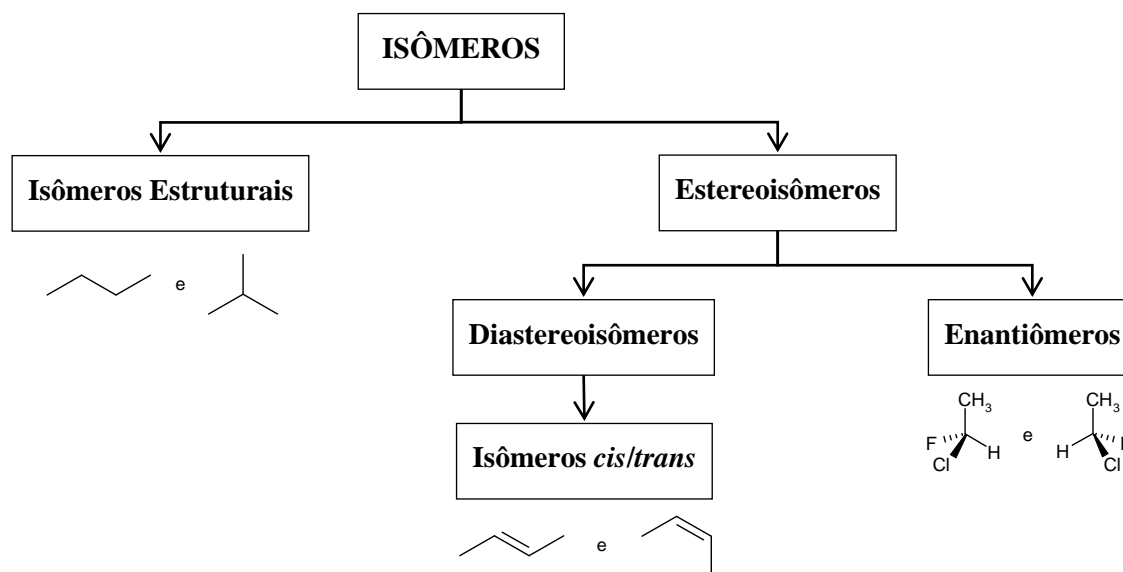 ISÔMEROS
Isômeros Estruturais
Estereoisômeros
e
Diastereoisômeros
Enantiômeros
Isômeros cis/trans
e
CH₃
F
Cl
H
e
CH₃
H
Cl